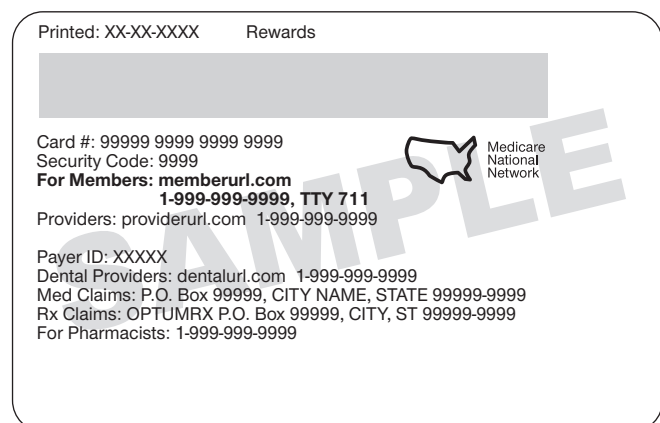 Printed: XX-XX-XXXX Rewards
Card #: 99999 9999 9999 9999
Security Code: 9999
For Members: memberurl.com
1-999-999-9999, TTY 711
Providers: providerurl.com 1-999-999-9999
Medicare
National
Network
Payer ID: XXXXX
Dental Providers: dentalurl.com 1-999-999-9999
Med Claims: P.O. Box 99999, CITY NAME, STATE 99999-9999
Rx Claims: OPTUMRX P.O. Box 99999, CITY, ST 99999-9999
For Pharmacists: 1-999-999-9999
SAMPLE